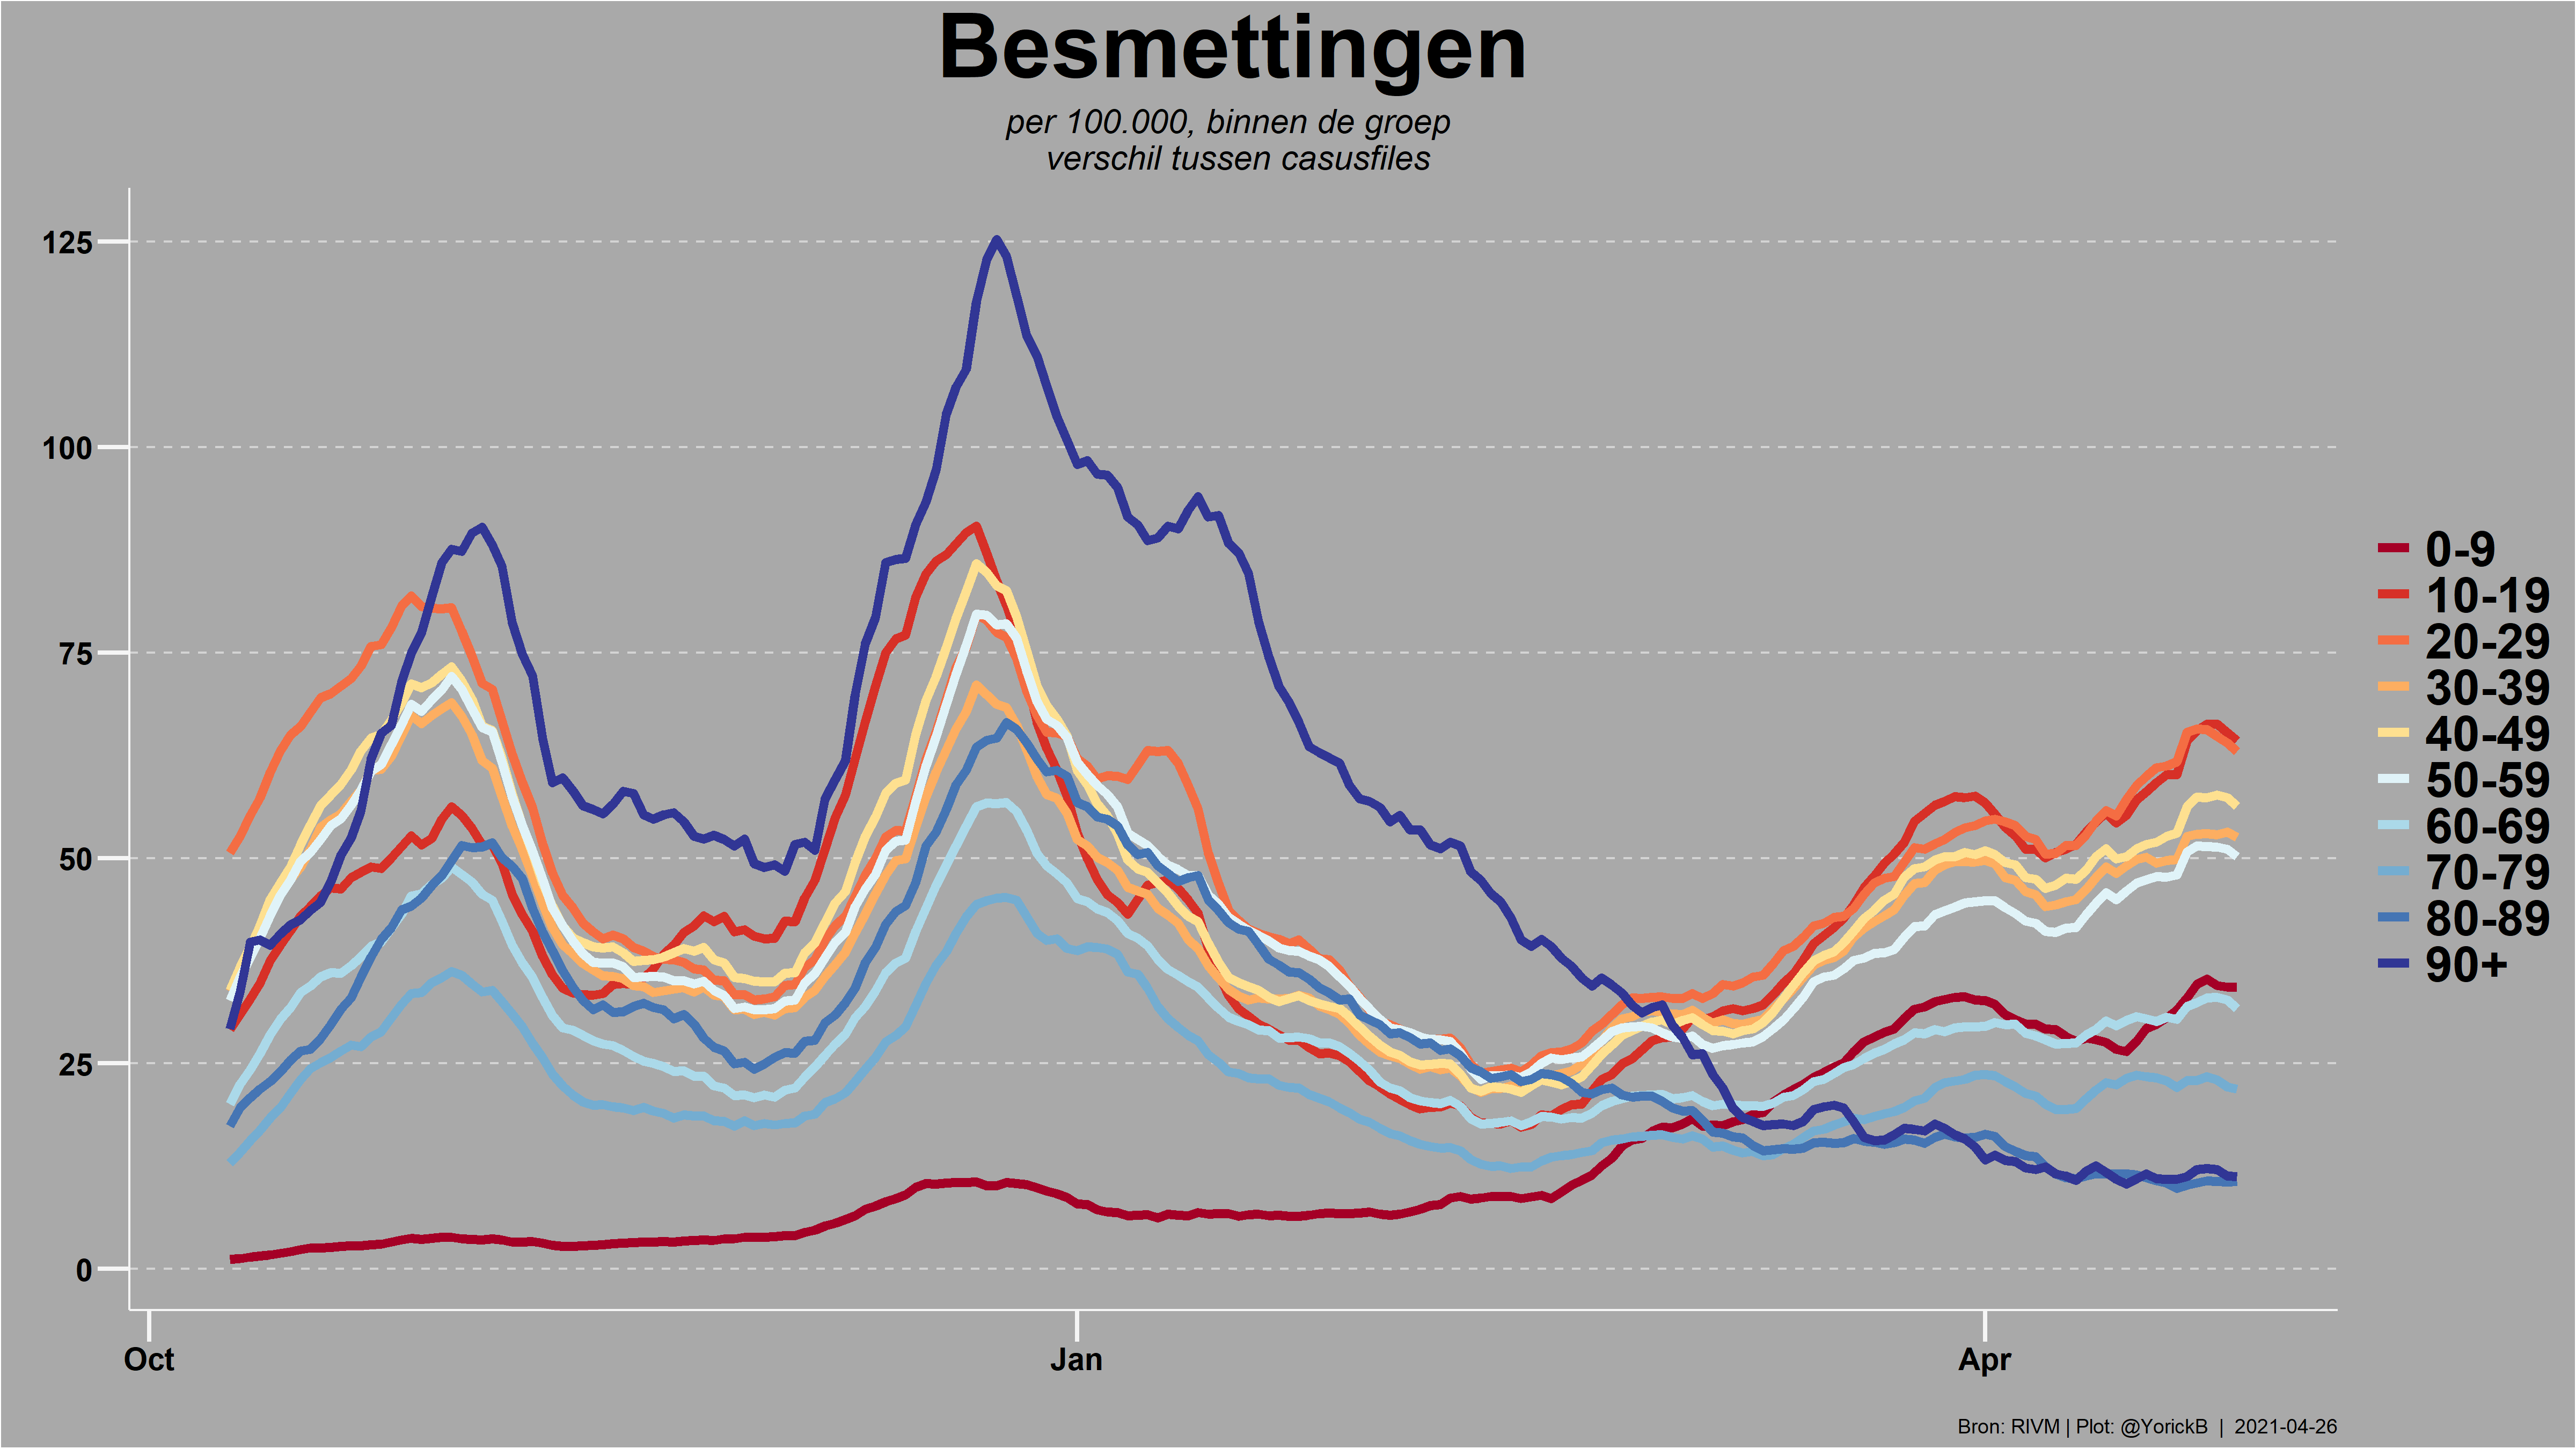 Besmettingen
per 100.000, binnen de groep
verschil tussen casusfiles
125
100
75
50
25
0
Oct
Jan
Apr
0-9
10-19
20-29
30-39
40-49
50-59
60-69
70-79
80-89
90+
Bron: RIVM | Plot: @YorickB | 2021-04-26